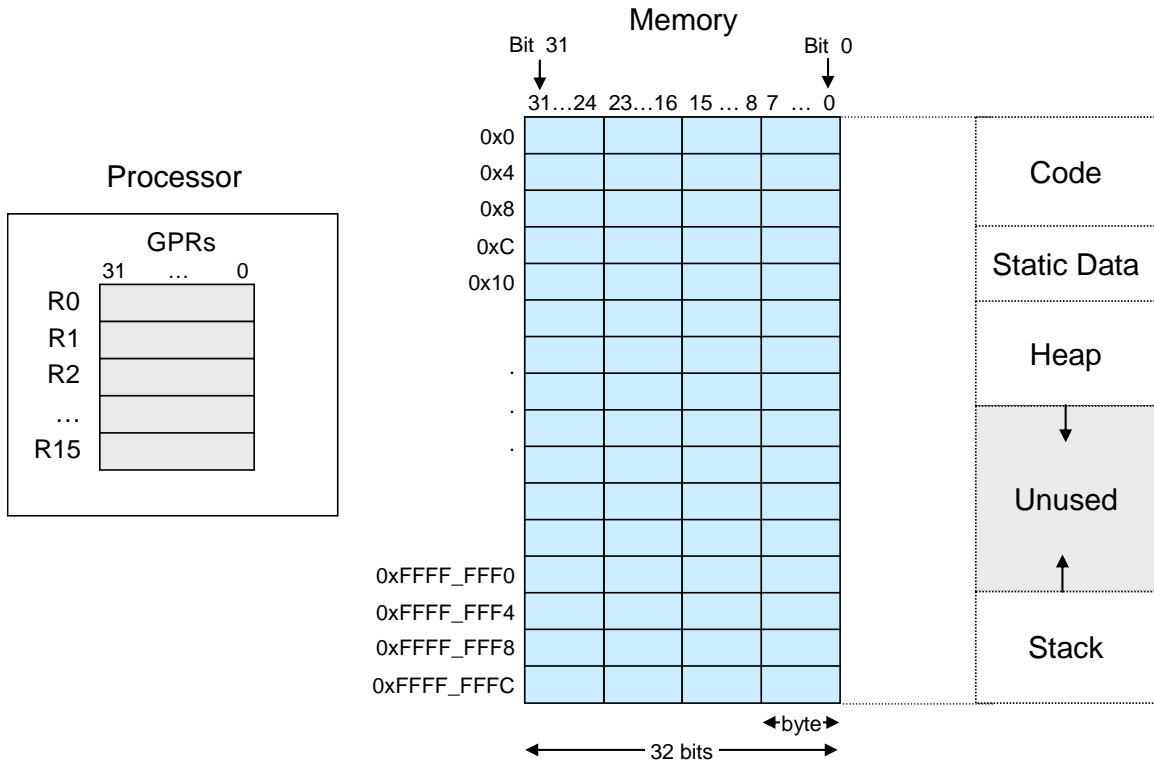 Memory
Bit 31
Bit 0
31...24 23...16 15 ... 8 7 ... 0
0x0
0x4
0x8
0xC
0x10
.
.
.
0xFFFF_FFF0
0xFFFF_FFF4
0xFFFF_FFF8
0xFFFF_FFFC
byte
32 bits
Processor
GPRs
31 ... 0
R0
R1
R2
...
R15
Code
Static Data
Heap
Unused
Stack